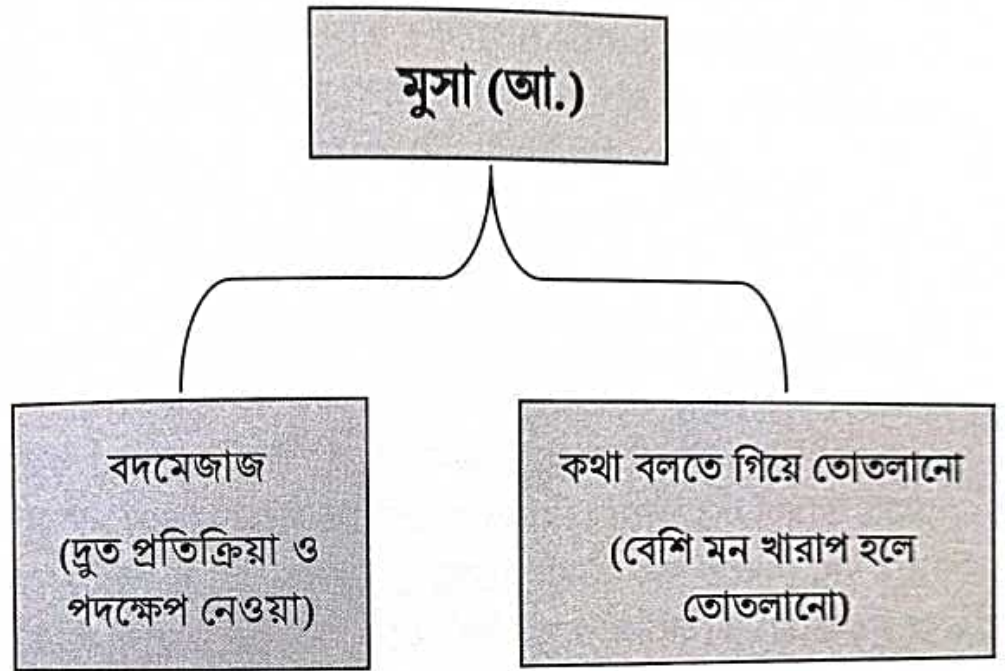 মুসা (আ.)
বদমেজাজ
(দ্রুত প্রতিক্রিয়া ও
পদক্ষেপ নেওয়া)
কথা বলতে গিয়ে তোতলানো
(বেশি মন খারাপ হলে
তোতলানো)